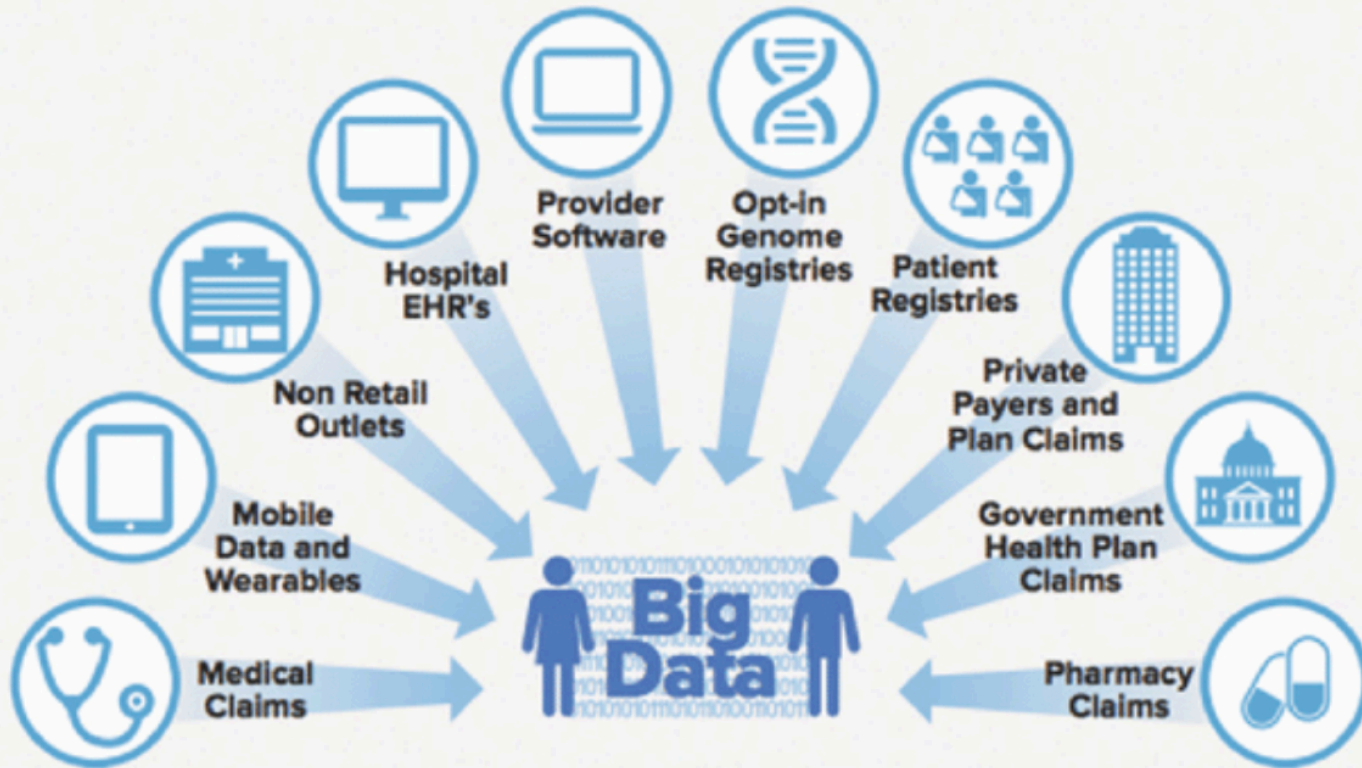 Provider
Software
Opt-in
Genome
Registries
Hospital
EHR's
Patient
Registries
Non Retail
Outlets
Private
Payers and
Plan Claims
Mobile
Data and
Wearables
Government
Health Plan
Claims
Medical
Claims
Big
Data
Pharmacy
Claims